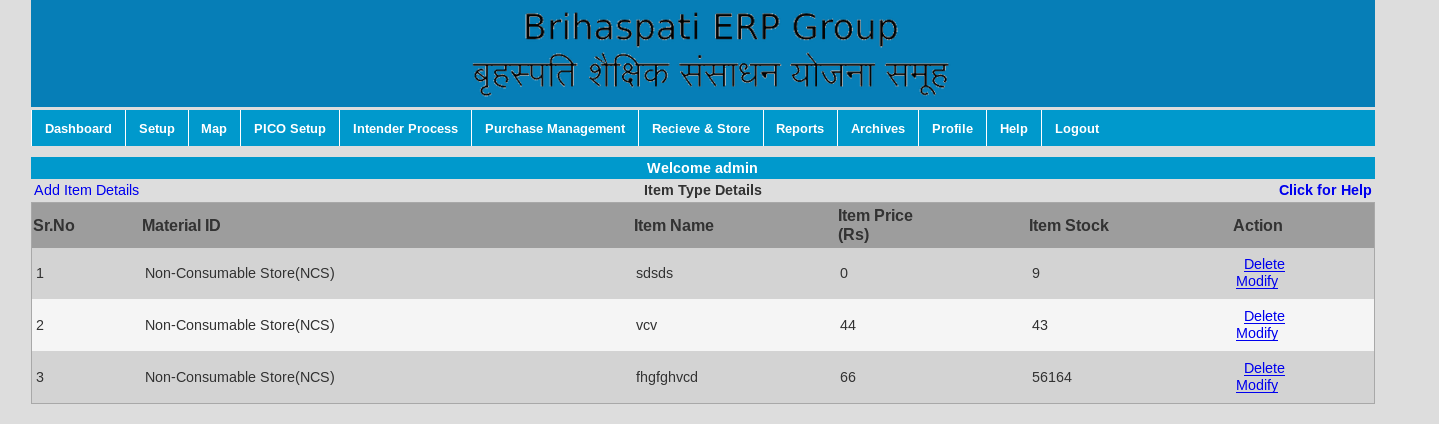 Brihaspati ERP Group
बृहस्पति शैक्षिक संसाधन योजना समूह
Dashboard Setup Map PICO Setup Intender Process Purchase Management Recieve & Store Reports Archives Profile Help Logout
Welcome admin
Add Item Details Item Type Details Click for Help
Sr.No Material ID Item Name Item Price (Rs) Item Stock Action
1 Non-Consumable Store(NCS) sdsds 0 9 Delete
Modify
2 Non-Consumable Store(NCS) vcv 44 43 Delete
Modify
3 Non-Consumable Store(NCS) fhgfghvcd 66 56164 Delete
Modify